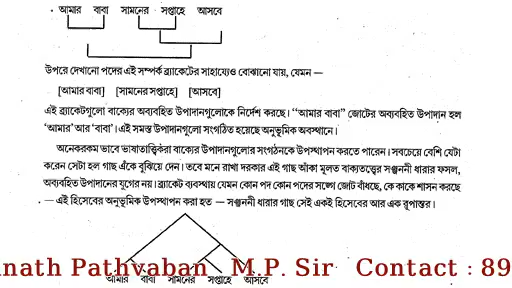 আমার বাবা সামনের সপ্তাহে আসবে
উপরে দেখানো পদের এই সম্পর্ক ব্র্যাকেটের সাহায্যেও বোঝানো যায়, যেমন —
[আমার বাবা] [সামনের সপ্তাহে] [আসবে]
এই ব্র্যাকেটগুলো বাক্যের অব্যবহিত উপাদানগুলোকে নির্দেশ করছে। “আমার বাবা” জোটের অব্যবহিত উপাদান হল
‘আমার’ আর ‘বাবা’। এই সমস্ত উপাদানগুলো সংগঠিত হয়েছে অনুভূমিক অবস্থানে।
অনেকরকম ভাবে ভাষাতাত্ত্বিকরা বাক্যের উপাদানগুলোর সংগঠনকে উপস্থাপন করতে পারেন। সবচেয়ে বেশি যেটা
করেন সেটা হল গাছ এঁকে বুঝিয়ে দেন। তবে মনে রাখা দরকার এই গাছ আঁকা মূলত বাক্যতত্ত্বের সঞ্জননী ধারার ফসল,
অব্যবহিত উপাদানের যুগের নয়। ব্র্যাকেট ব্যবস্থায় যেমন কোন পদ কোন পদের সঙ্গে জোট বাঁধছে, কে কাকে শাসন করছে
— এই হিসেবের অনুভূমিক উপস্থাপন করা হত — সঞ্জননী ধারার গাছ সেই একই হিসেবের আর এক রূপান্তর।
nath Pathvaban M.P. Sir Contact : 89
আমার বাবা সামনের সপ্তাহে আসবে